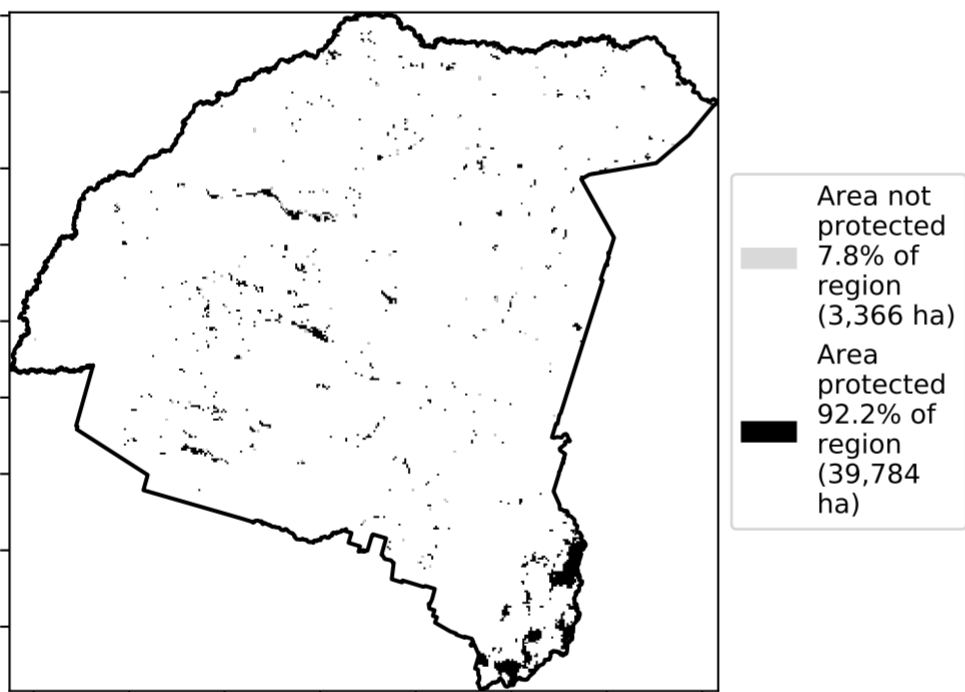 Area not
protected
7.8% of
region
(3,366 ha)
Area
protected
92.2% of
region
(39,784
ha)